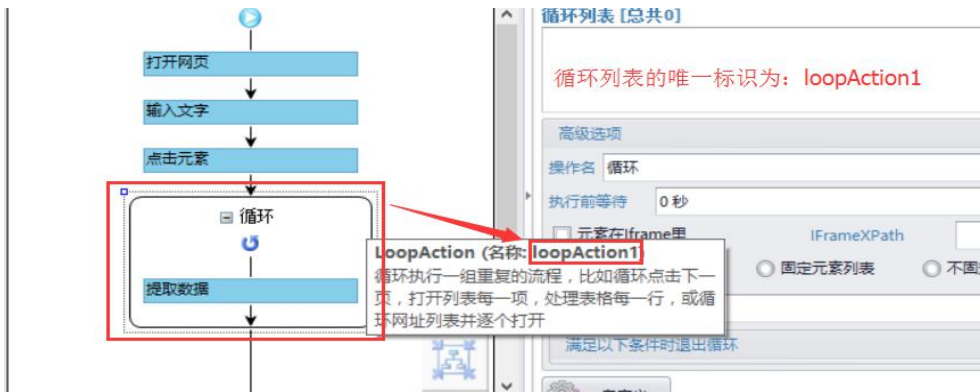 打开网页
输入文字
点击元素
循环
提取数据
LoopAction (名称: loopAction1)
循环执行一组重复的流程，比如循环点击下一
页，打开列表每一项，处理表格每一行，或循
环网址列表并逐个打开
循环列表 [总共0]
循环列表的唯一标识为：loopAction1
高级选项
操作名 循环
执行前等待 0 秒
元素在Iframe里 IFrameXPath
固定元素列表 不固
满足以下条件时退出循环